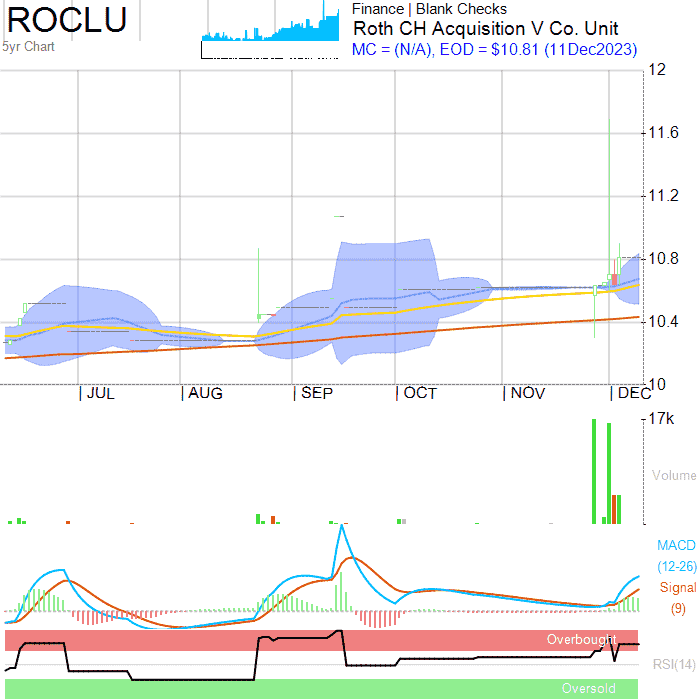 ROCLU
5yr Chart
Finance | Blank Checks
Roth CH Acquisition V Co. Unit
MC = (N/A), EOD = $10.81 (11Dec2023)
12
11.6
11.2
10.8
10.4
10
JUL AUG SEP OCT NOV DEC
17k
Volume
MACD
(12-26)
Signal
(9)
Overbought
RSI(14)
Oversold